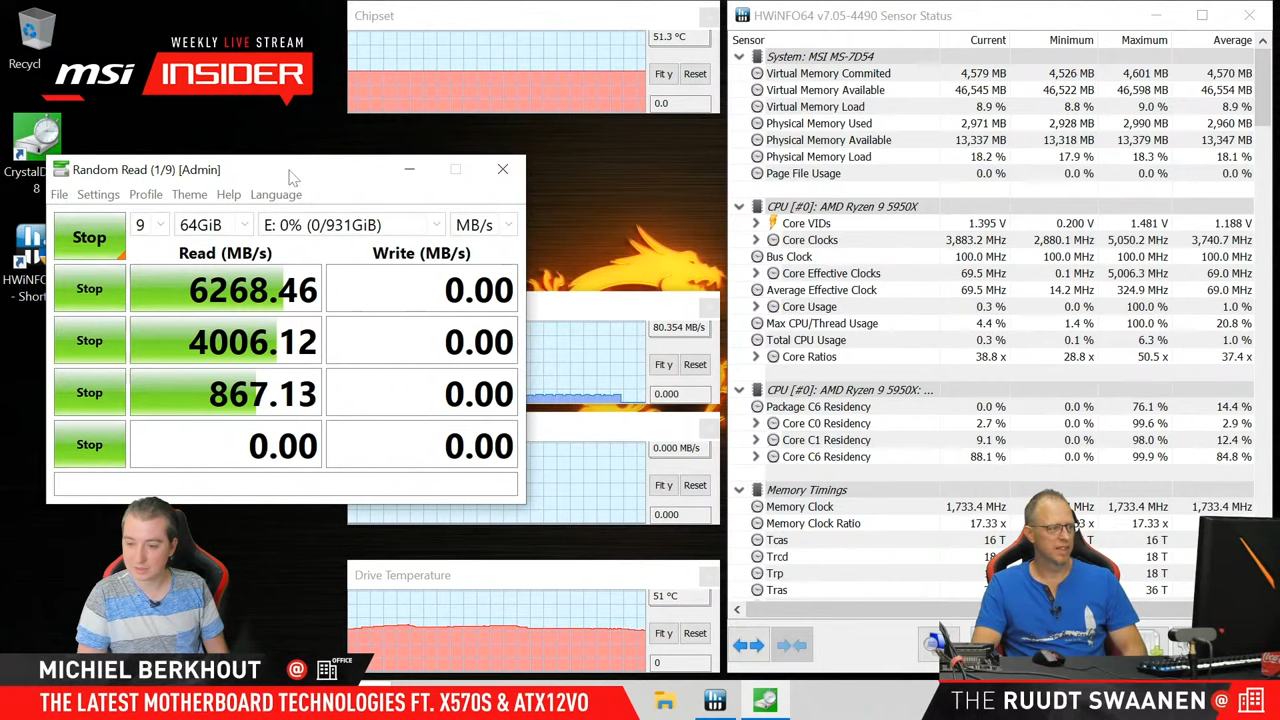 Recycl
WEEKLY LIVE STREAM
msi INSIDER
CrystalD
8
HWiNFO
- Short
Random Read (1/9) [Admin]
File Settings Profile Theme Help Language
Stop 9 64GiB E: 0% (0/931GiB) MB/s
Read (MB/s) Write (MB/s)
Stop 6268.46 0.00
Stop 4006.12 0.00
Stop 867.13 0.00
Stop 0.00 0.00
Chipset
51.3 °C
Fit y Reset
0.0
80.354 MB/s
Fit y Reset
0.000
0.000 MB/s
Fit y Reset
0.000
Drive Temperature
51 °C
Fit y Reset
0
HWiNFO64 v7.05-4490 Sensor Status
Sensor Current Minimum Maximum Average
System: MSI MS-7D54
Virtual Memory Commited 4,579 MB 4,526 MB 4,601 MB 4,570 MB
Virtual Memory Available 46,545 MB 46,522 MB 46,598 MB 46,554 MB
Virtual Memory Load 8.9 % 8.8 % 9.0 % 8.9 %
Physical Memory Used 2,971 MB 2,928 MB 2,990 MB 2,960 MB
Physical Memory Available 13,337 MB 13,318 MB 13,379 MB 13,347 MB
Physical Memory Load 18.2 % 17.9 % 18.3 % 18.1 %
Page File Usage
CPU [#0]: AMD Ryzen 9 5950X
Core VIDs 1.395 V 0.200 V 1.481 V 1.188 V
Core Clocks 3,883.2 MHz 2,880.1 MHz 5,050.2 MHz 3,740.7 MHz
Bus Clock 100.0 MHz 100.0 MHz 100.0 MHz 100.0 MHz
Core Effective Clocks 69.5 MHz 0.1 MHz 5,006.3 MHz 69.0 MHz
Average Effective Clock 69.5 MHz 14.2 MHz 324.9 MHz 69.0 MHz
Core Usage 0.3 % 0.0 % 100.0 % 1.0 %
Max CPU/Thread Usage 4.4 % 1.4 % 100.0 % 20.8 %
Total CPU Usage 0.3 % 0.1 % 6.3 % 1.0 %
Core Ratios 38.8 x 28.8 x 50.5 x 37.4 x
CPU [#0]: AMD Ryzen 9 5950X: ...
Package C6 Residency 0.0 % 0.0 % 76.1 % 14.4 %
Core C0 Residency 2.7 % 0.0 % 99.6 % 2.9 %
Core C1 Residency 9.1 % 0.0 % 98.0 % 12.4 %
Core C6 Residency 88.1 % 0.0 % 99.9 % 84.8 %
Memory Timings
Memory Clock 1,733.4 MHz MHz 1,733.4 MHz 1,733.4 MHz
Memory Clock Ratio 17.33 x 17.33 x 17.33 x
Tcas 16 T 16 T 16 T
Trcd 18 T 18 T
Trp 18 T 18 T
Tras 36 T 36 T
MICHIEL BERKHOUT @ OFFICE
THE LATEST MOTHERBOARD TECHNOLOGIES FT. X570S & ATX12VO
THE RUUDT SWAANEN @